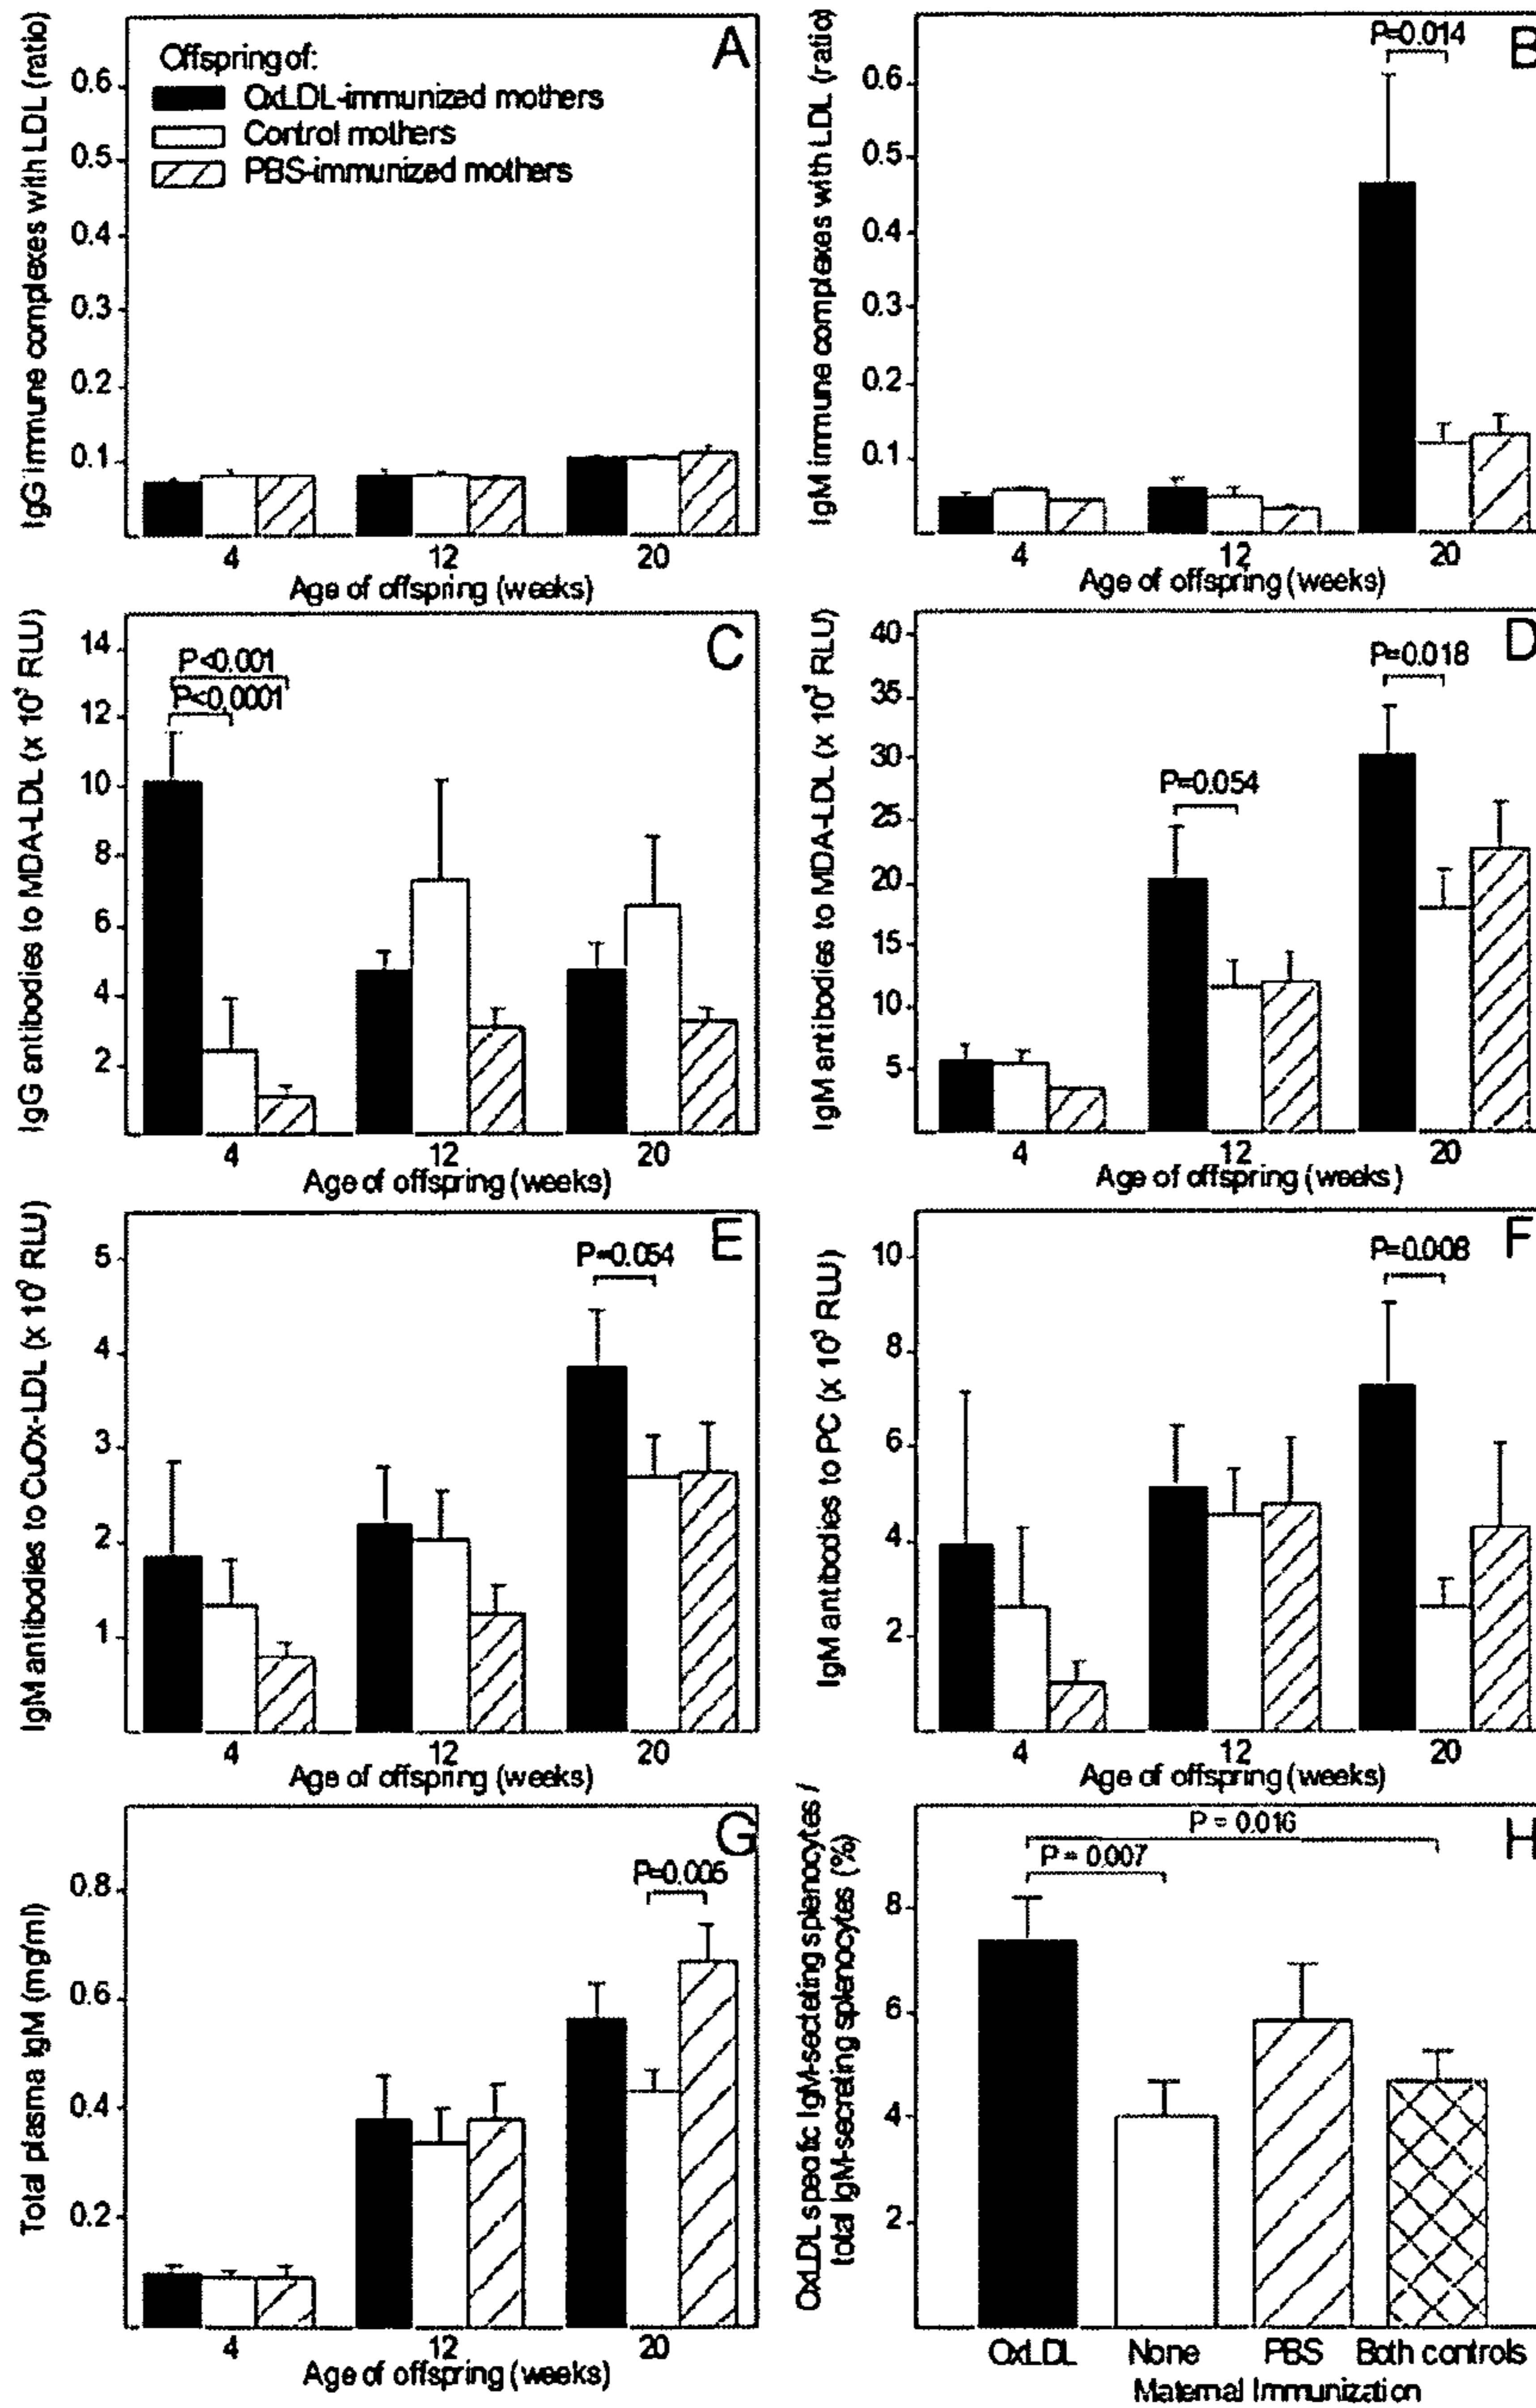 A
IgG immune complexes with LDL (ratio)
0.6
0.5
0.4
0.3
0.2
0.1
Offspring of:
OxLDL-immunized mothers
Control mothers
PBS-immunized mothers
4 12 20
Age of offspring (weeks)
B
IgM immune complexes with LDL (ratio)
0.6
0.5
0.4
0.3
0.2
0.1
P=0.014
4 12 20
Age of offspring (weeks)
C
IgG antibodies to MDA-LDL (x 10³ RLU)
14
12
10
8
6
4
2
P<0.001
P<0.0001
4 12 20
Age of offspring (weeks)
D
IgM antibodies to MDA-LDL (x 10³ RLU)
40
35
30
25
20
15
10
5
P=0.054
P=0.018
4 12 20
Age of offspring (weeks)
E
IgM antibodies to CuOx-LDL (x 10³ RLU)
5
4
3
2
1
P=0.054
4 12 20
Age of offspring (weeks)
F
IgM antibodies to PC (x 10³ RLU)
10
8
6
4
2
P=0.008
4 12 20
Age of offspring (weeks)
G
Total plasma IgM (mg/ml)
0.8
0.6
0.4
0.2
P=0.005
4 12 20
Age of offspring (weeks)
H
OxLDL specific IgM-secteting splenocytes /
total IgM-secreting splenocytes (%)
8
6
4
2
P = 0.016
P = 0.007
OxLDL None PBS Both controls
Maternal Immunization